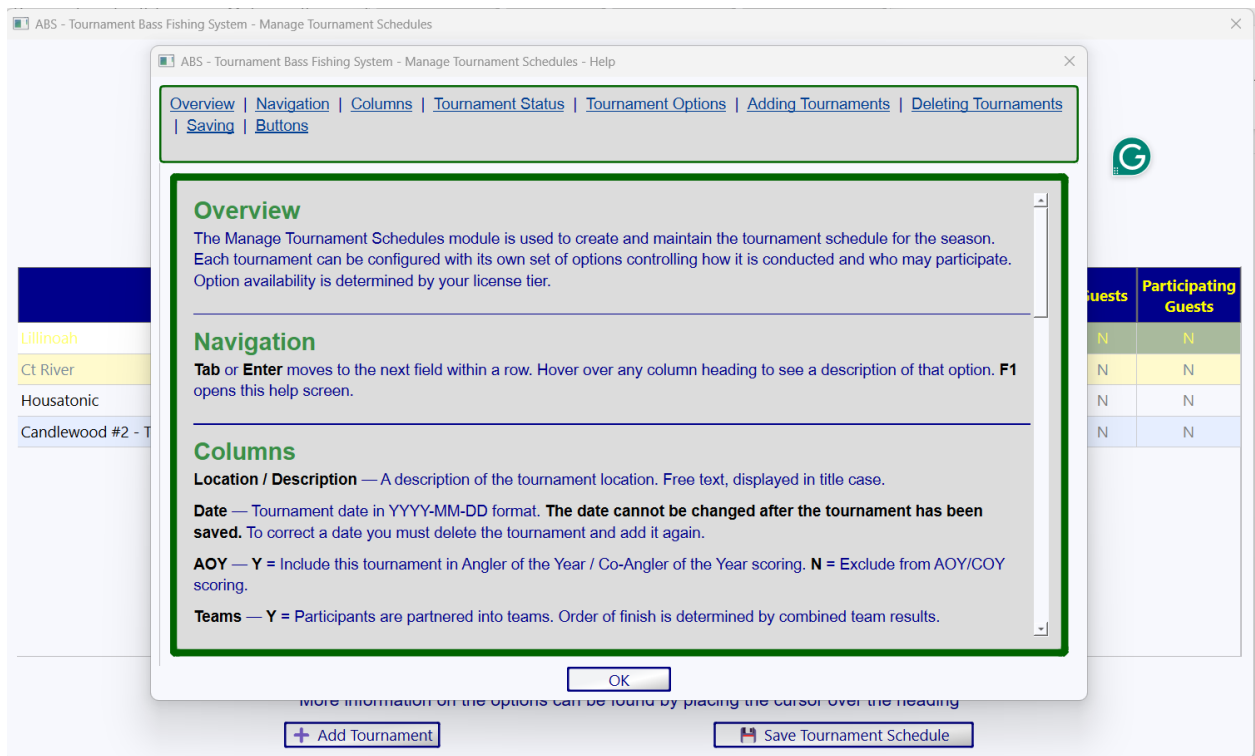 ABS - Tournament Bass Fishing System - Manage Tournament Schedules
ABS - Tournament Bass Fishing System - Manage Tournament Schedules - Help
Overview | Navigation | Columns | Tournament Status | Tournament Options | Adding Tournaments | Deleting Tournaments
| Saving | Buttons
Overview
The Manage Tournament Schedules module is used to create and maintain the tournament schedule for the season.
Each tournament can be configured with its own set of options controlling how it is conducted and who may participate.
Option availability is determined by your license tier.
Navigation
Tab or Enter moves to the next field within a row. Hover over any column heading to see a description of that option. F1
opens this help screen.
Columns
Location / Description — A description of the tournament location. Free text, displayed in title case.
Date — Tournament date in YYYY-MM-DD format. The date cannot be changed after the tournament has been
saved. To correct a date you must delete the tournament and add it again.
AOY — Y = Include this tournament in Angler of the Year / Co-Angler of the Year scoring. N = Exclude from AOY/COY
scoring.
Teams — Y = Participants are partnered into teams. Order of finish is determined by combined team results.
OK
G
uests
Participating
Guests
Lillinoah
N N
Ct River
N N
Housatonic
N N
Candlewood #2 - T
N N
More information on the options can be found by placing the cursor over the heading
Add Tournament
Save Tournament Schedule